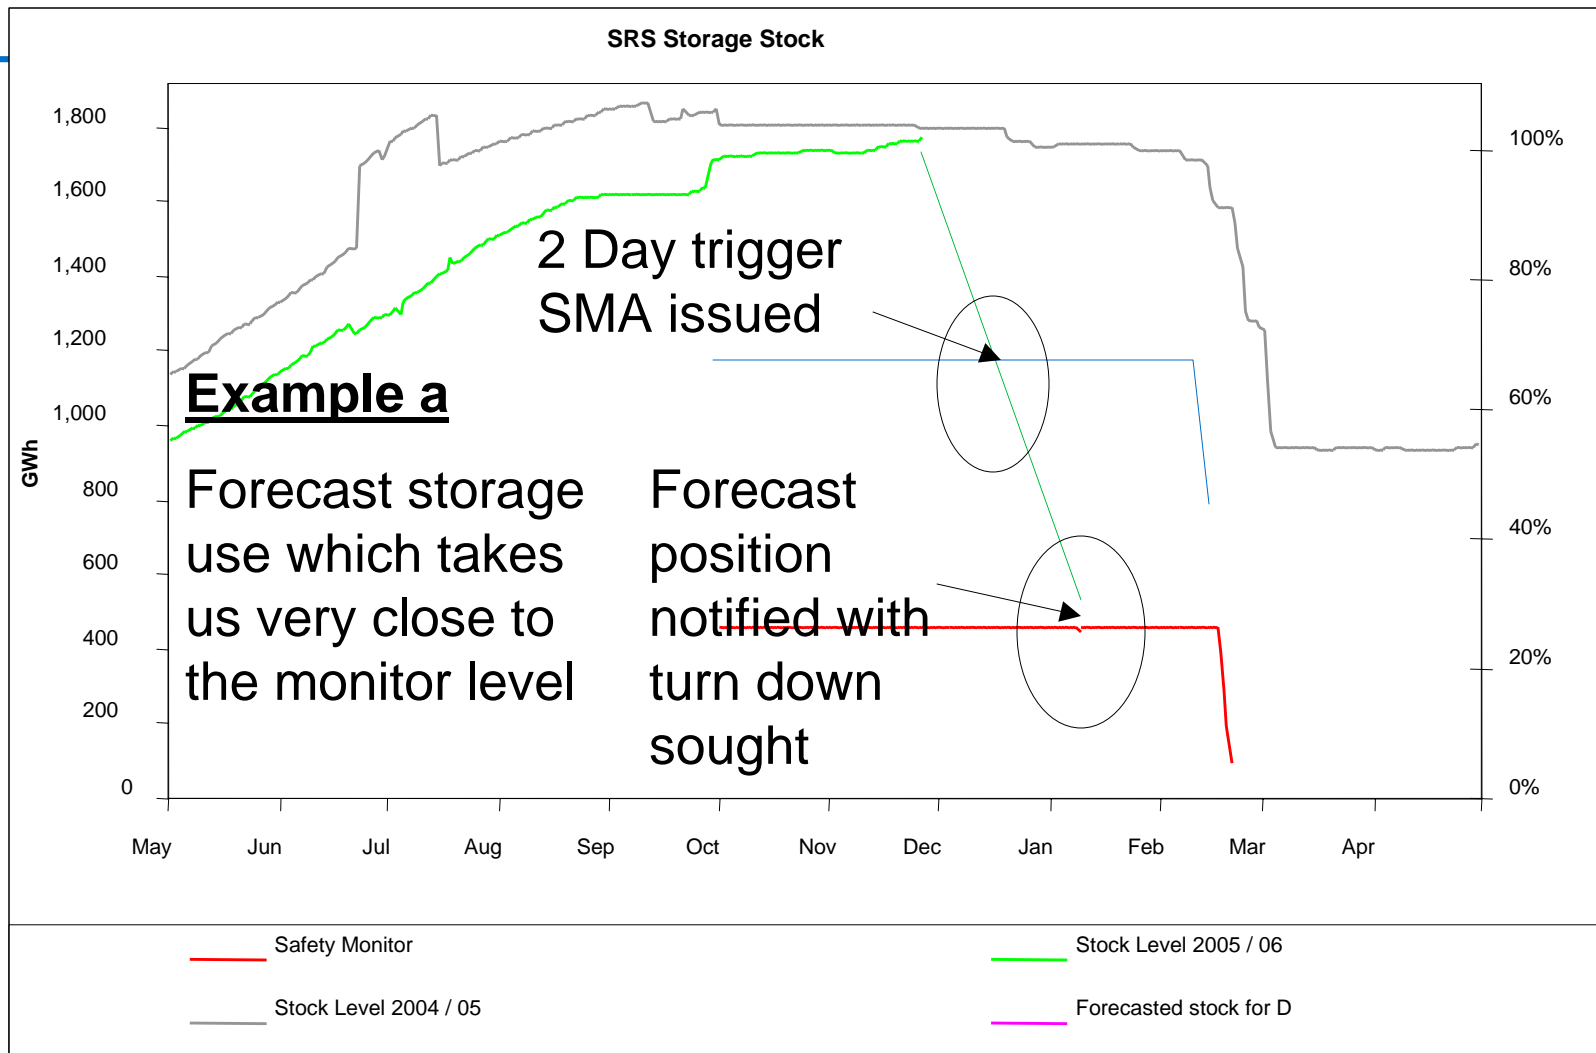 SRS Storage Stock
1,800
1,600
1,400
1,200
1,000
800
600
400
200
0
GWh
100%
80%
60%
40%
20%
0%
2 Day trigger
SMA issued
Example a
Forecast storage
use which takes
us very close to
the monitor level
Forecast
position
notified with
turn down
sought
May Jun Jul Aug Sep Oct Nov Dec Jan Feb Mar Apr
Safety Monitor
Stock Level 2005 / 06
Stock Level 2004 / 05
Forecasted stock for D